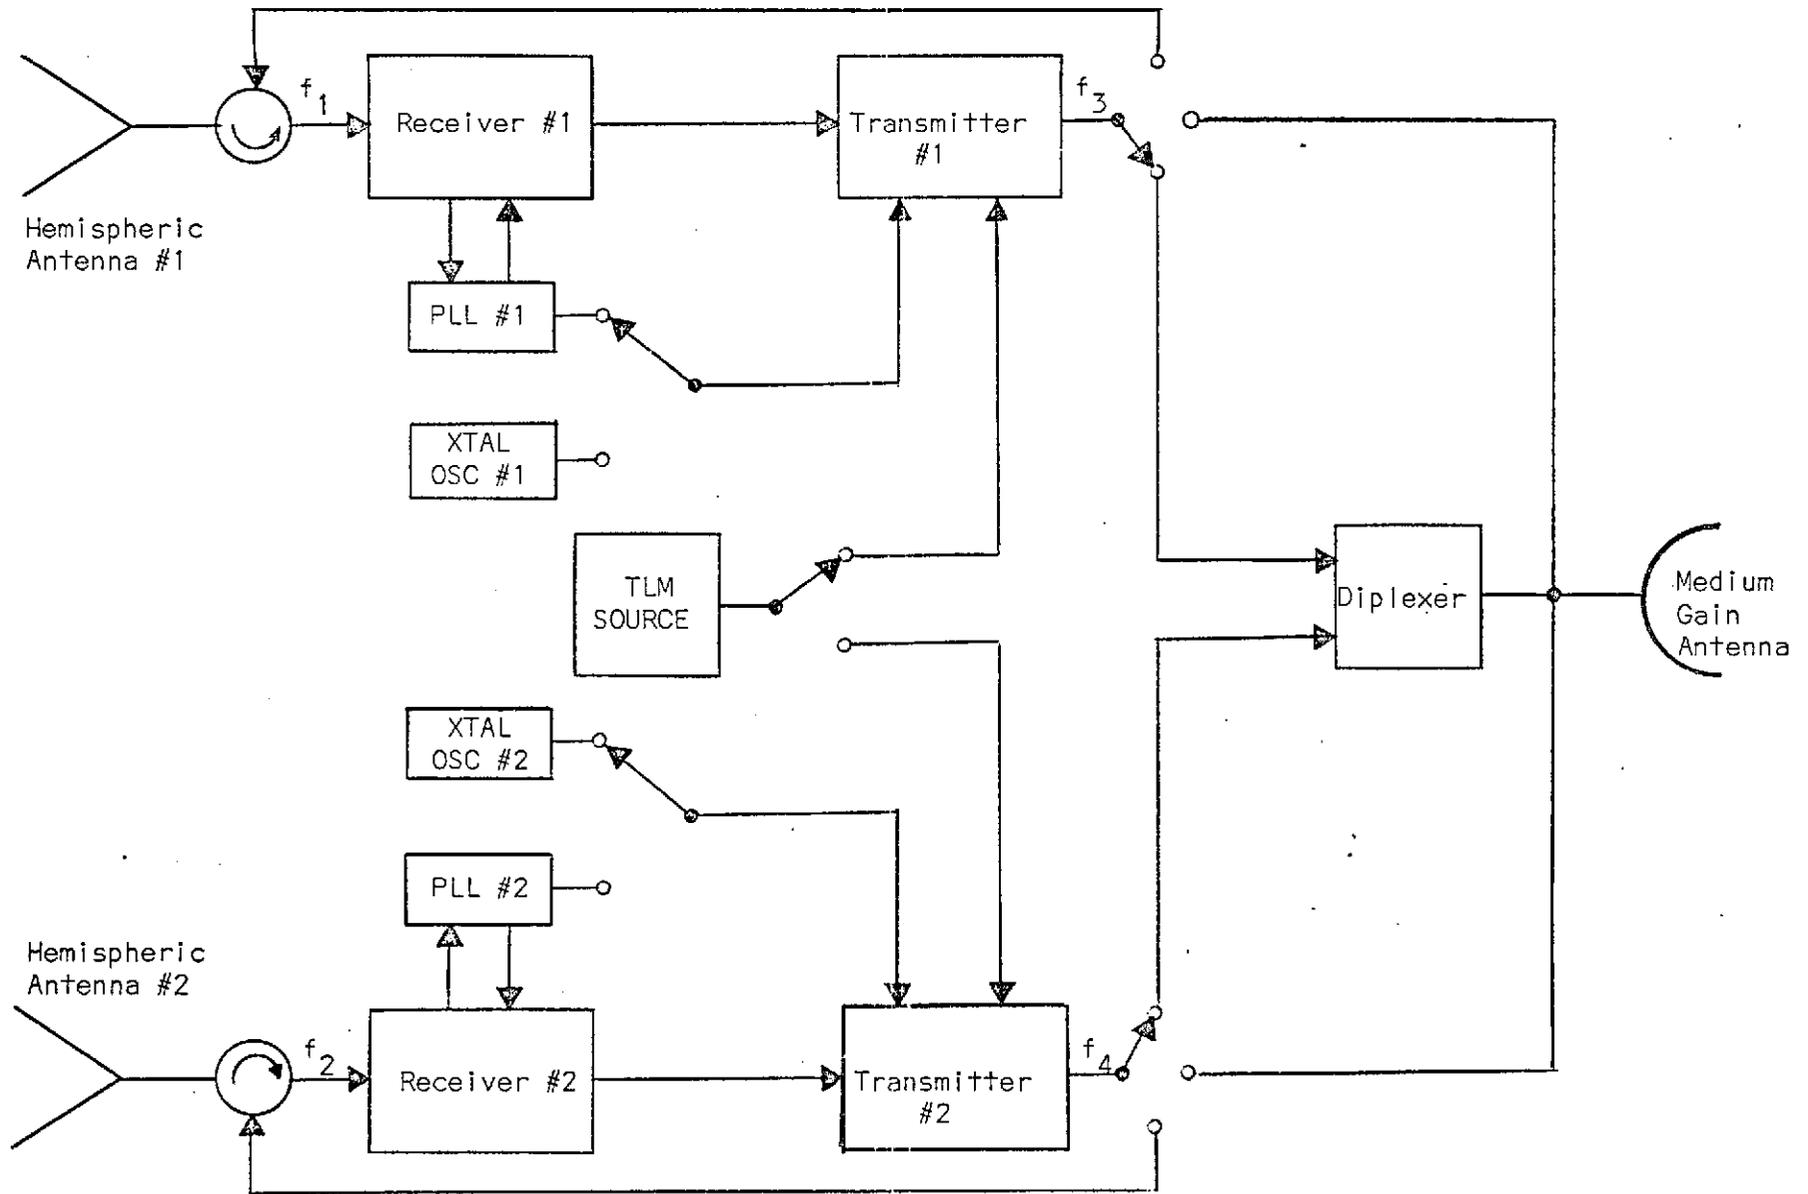 f1
Receiver #1
Transmitter
#1
f3
Hemispheric
Antenna #1
PLL #1
XTAL
OSC #1
TLM
SOURCE
Diplexer
Medium
Gain
Antenna
XTAL
OSC #2
PLL #2
Hemispheric
Antenna #2
f2
Receiver #2
Transmitter
#2
f4